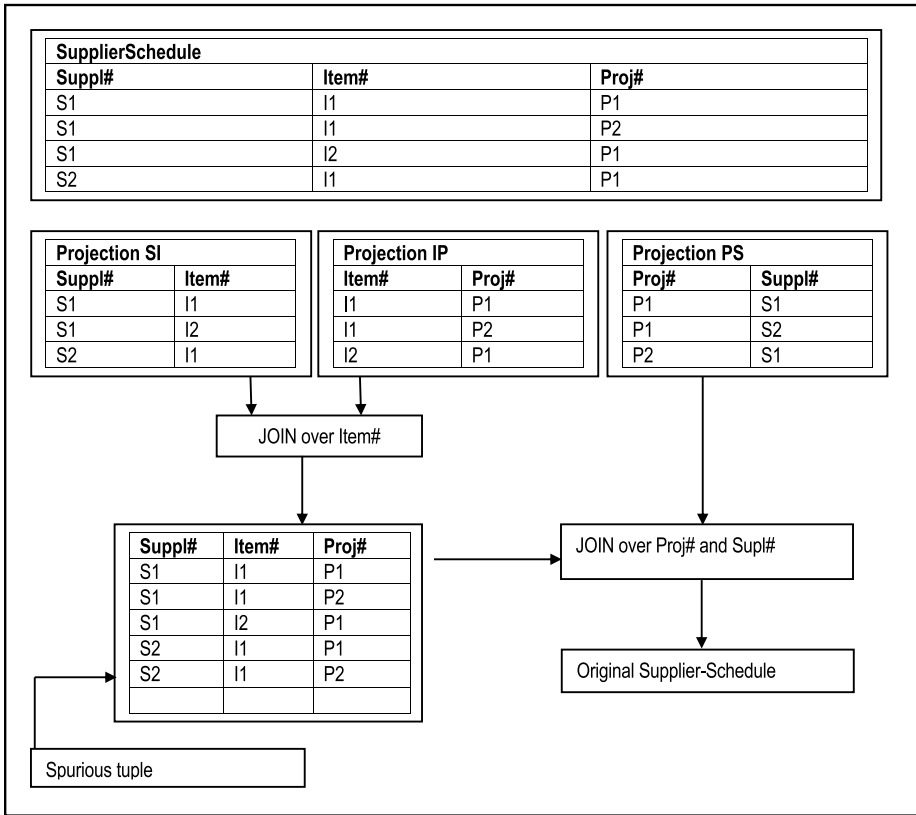 SupplierSchedule
Suppl# Item# Proj#
S1 I1 P1
S1 I1 P2
S1 I2 P1
S2 I1 P1
Projection SI
Suppl# Item#
S1 I1
S1 I2
S2 I1
Projection IP
Item# Proj#
I1 P1
I1 P2
I2 P1
Projection PS
Proj# Suppl#
P1 S1
P1 S2
P2 S1
JOIN over Item#
Suppl# Item# Proj#
S1 I1 P1
S1 I1 P2
S1 I2 P1
S2 I1 P1
S2 I1 P2
JOIN over Proj# and Supl#
Original Supplier-Schedule
Spurious tuple